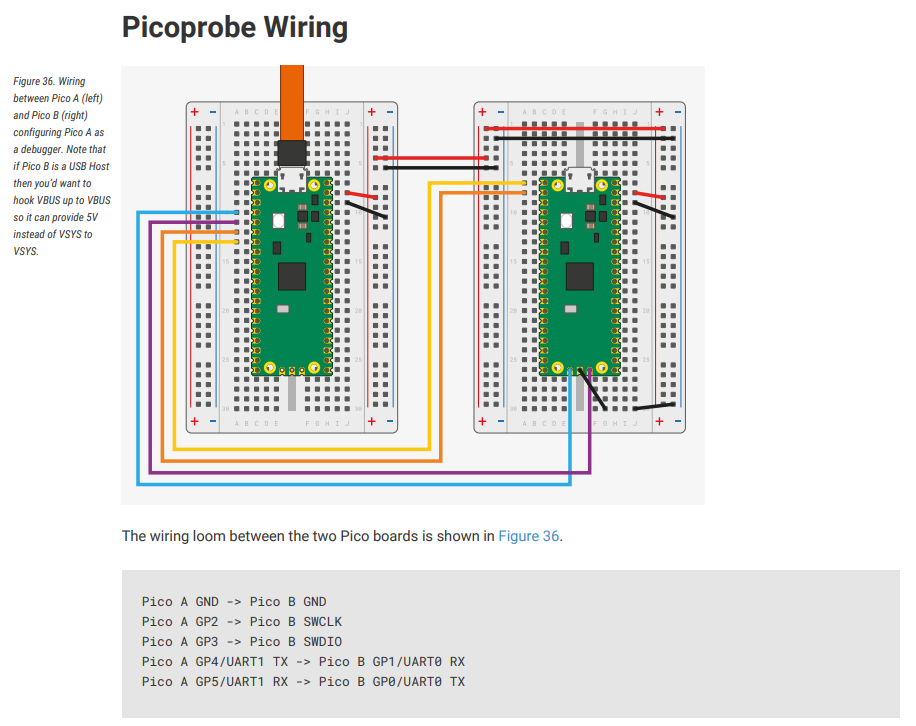 Picoprobe Wiring
Figure 36. Wiring
between Pico A (left)
and Pico B (right)
configuring Pico A as
a debugger. Note that
if Pico B is a USB Host
then you'd want to
hook VBUS up to VBUS
so it can provide 5V
instead of VSYS to
VSYS.
The wiring loom between the two Pico boards is shown in Figure 36.
Pico A GND -> Pico B GND
Pico A GP2 -> Pico B SWCLK
Pico A GP3 -> Pico B SWDIO
Pico A GP4/UART1 TX -> Pico B GP1/UART0 RX
Pico A GP5/UART1 RX -> Pico B GP0/UART0 TX